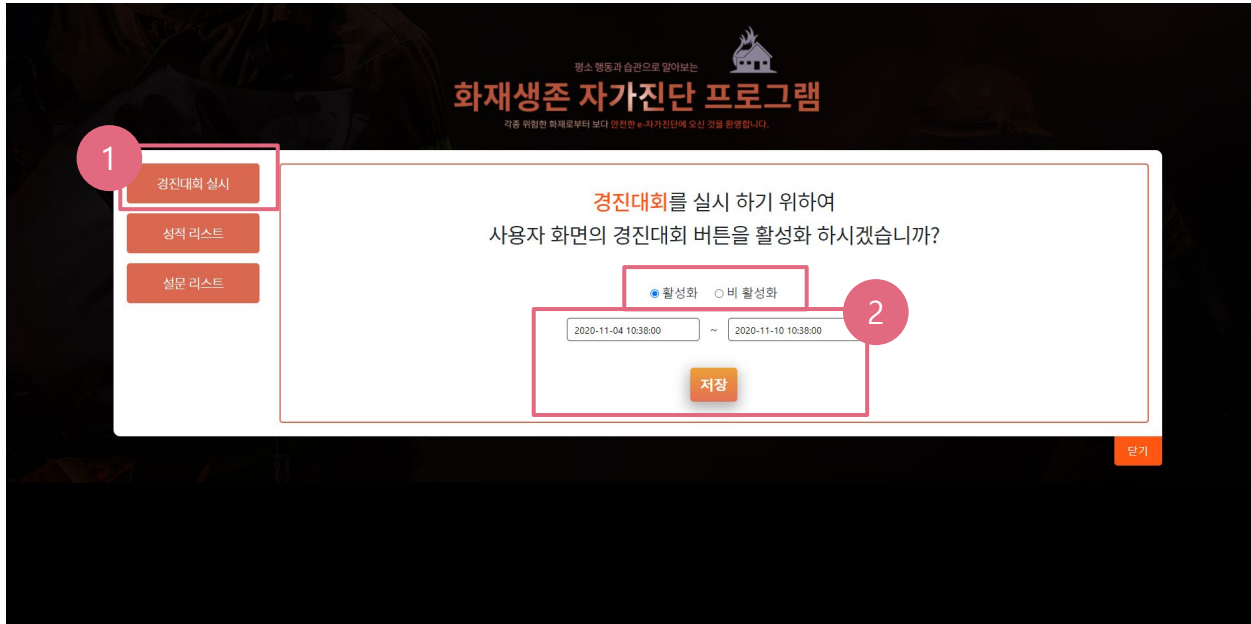 평소 행동과 습관으로 알아보는
화재생존 자가진단 프로그램
각종 위험한 화재로부터 보다 안전한 e-자가진단에 오신 것을 환영합니다.
1
경진대회 실시
성적 리스트
설문 리스트
경진대회를 실시 하기 위하여
사용자 화면의 경진대회 버튼을 활성화 하시겠습니까?
활성화 비 활성화
2
2020-11-04 10:38:00 ~ 2020-11-10 10:38:00
저장
닫기